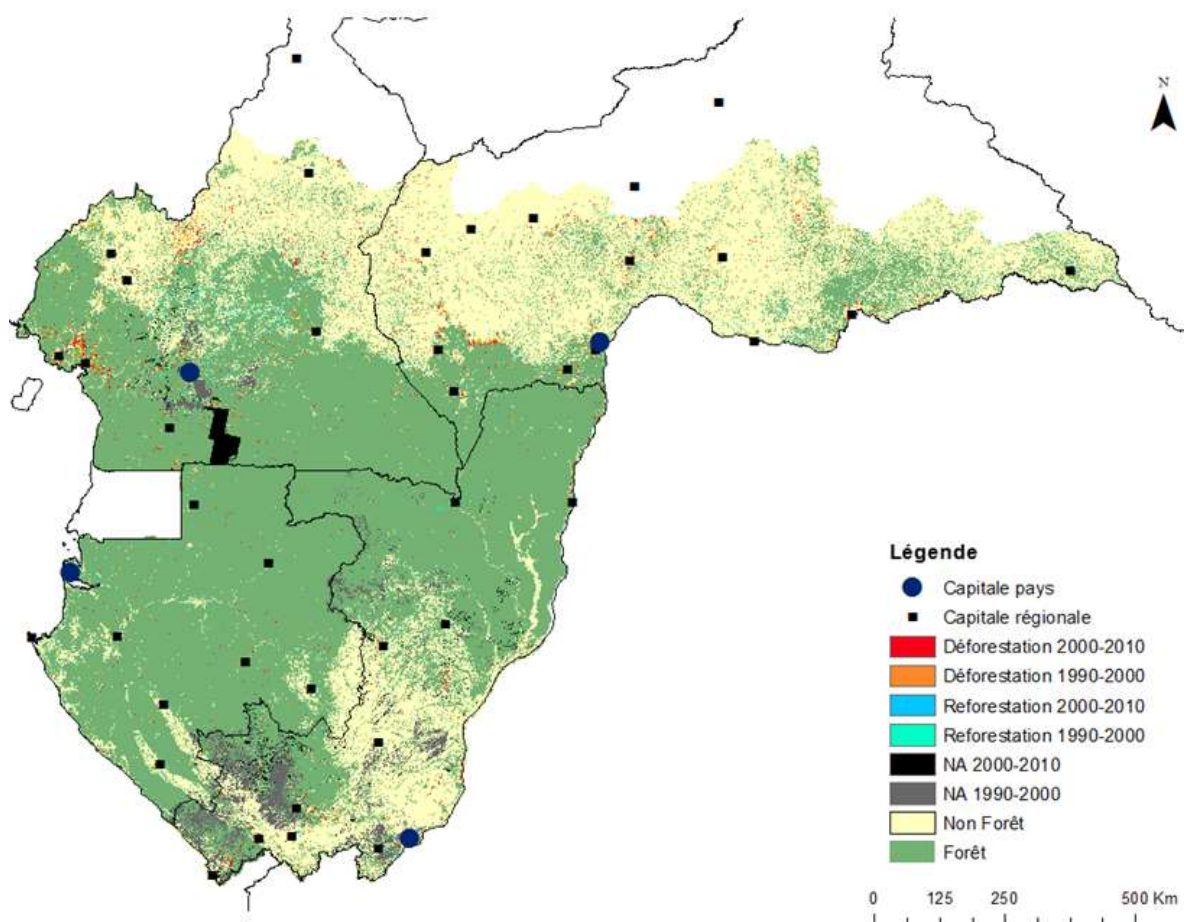 N
Légende
Capitale pays
Capitale régionale
Déforestation 2000-2010
Déforestation 1990-2000
Reforestation 2000-2010
Reforestation 1990-2000
NA 2000-2010
NA 1990-2000
Non Forêt
Forêt
0 125 250 500 Km